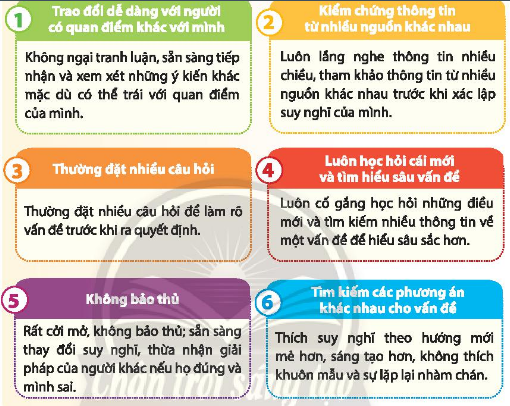 1
Trao đổi dễ dàng với người
có quan điểm khác với mình
Không ngại tranh luận, sẵn sàng tiếp
nhận và xem xét những ý kiến khác
mặc dù có thể trái với quan điểm
của mình.
2
Kiểm chứng thông tin
từ nhiều nguồn khác nhau
Luôn lắng nghe thông tin nhiều
chiều, tham khảo thông tin từ nhiều
nguồn khác nhau trước khi xác lập
suy nghĩ của mình.
3
Thường đặt nhiều câu hỏi
Thường đặt nhiều câu hỏi để làm rõ
vấn đề trước khi ra quyết định.
4
Luôn học hỏi cái mới
và tìm hiểu sâu vấn đề
Luôn cố gắng học hỏi những điều
mới và tìm kiếm nhiều thông tin về
một vấn đề để hiểu sâu sắc hơn.
5
Không bảo thủ
Rất cởi mở, không bảo thủ; sẵn sàng
thay đổi suy nghĩ, thừa nhận giải
pháp của người khác nếu họ đúng và
mình sai.
6
Tìm kiếm các phương án
khác nhau cho vấn đề
Thích suy nghĩ theo hướng mới
mẻ hơn, sáng tạo hơn, không thích
khuôn mẫu và sự lặp lại nhàm chán.
Chân trời sáng tạo